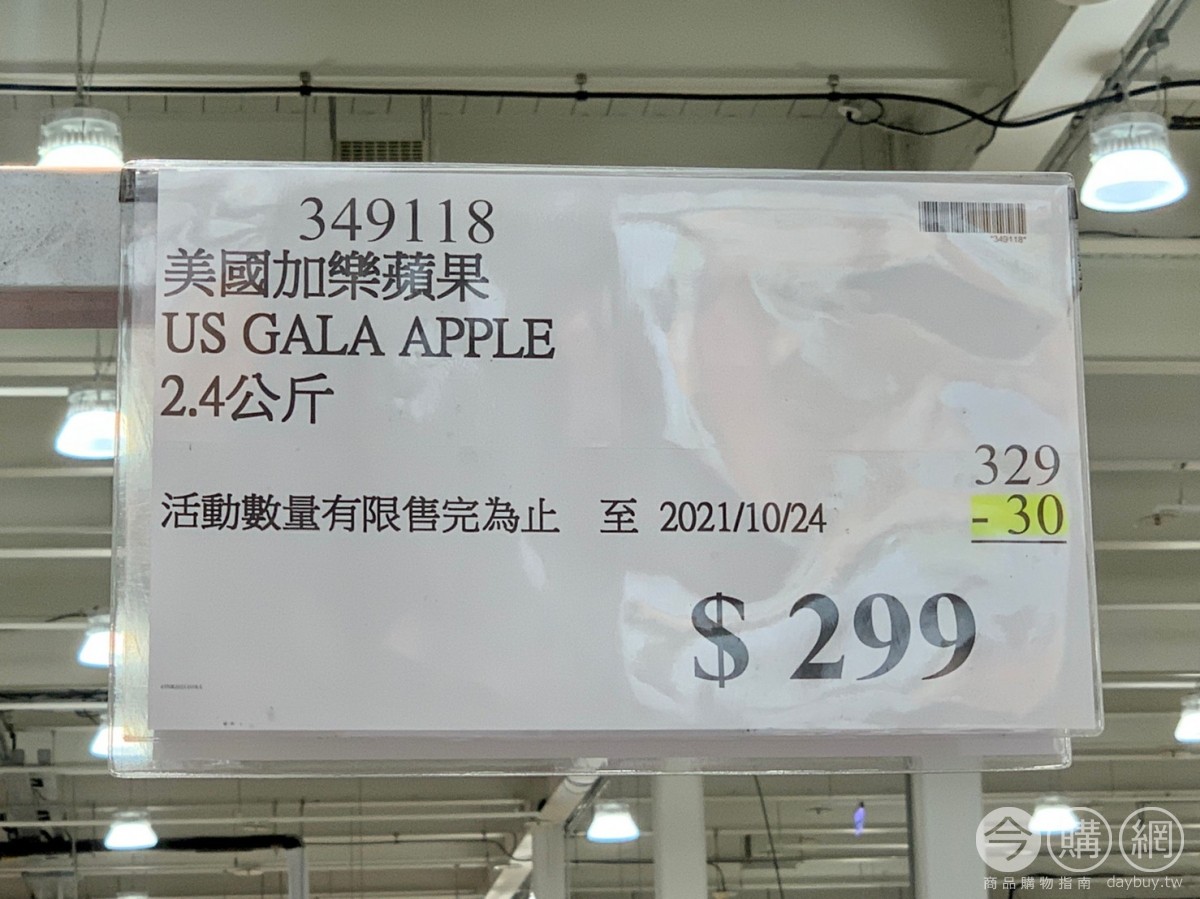 349118
*349118*
美國加樂蘋果
US GALA APPLE
2.4公斤
329
- 30
活動數量有限售完為止 至 2021/10/24
$ 299
今購網
商品購物指南 daybuy.tw